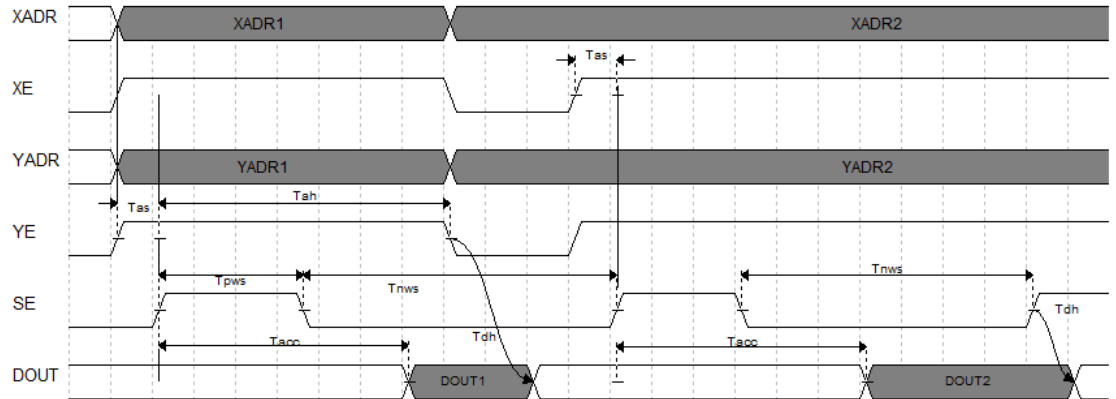 XADR
XADR1
XADR2
Tas
XE
YADR
YADR1
YADR2
Tas
Tah
YE
Tpws
Tnws
Tnws
SE
Tdh
Tdh
Tacc
Tacc
DOUT
DOUT1
DOUT2